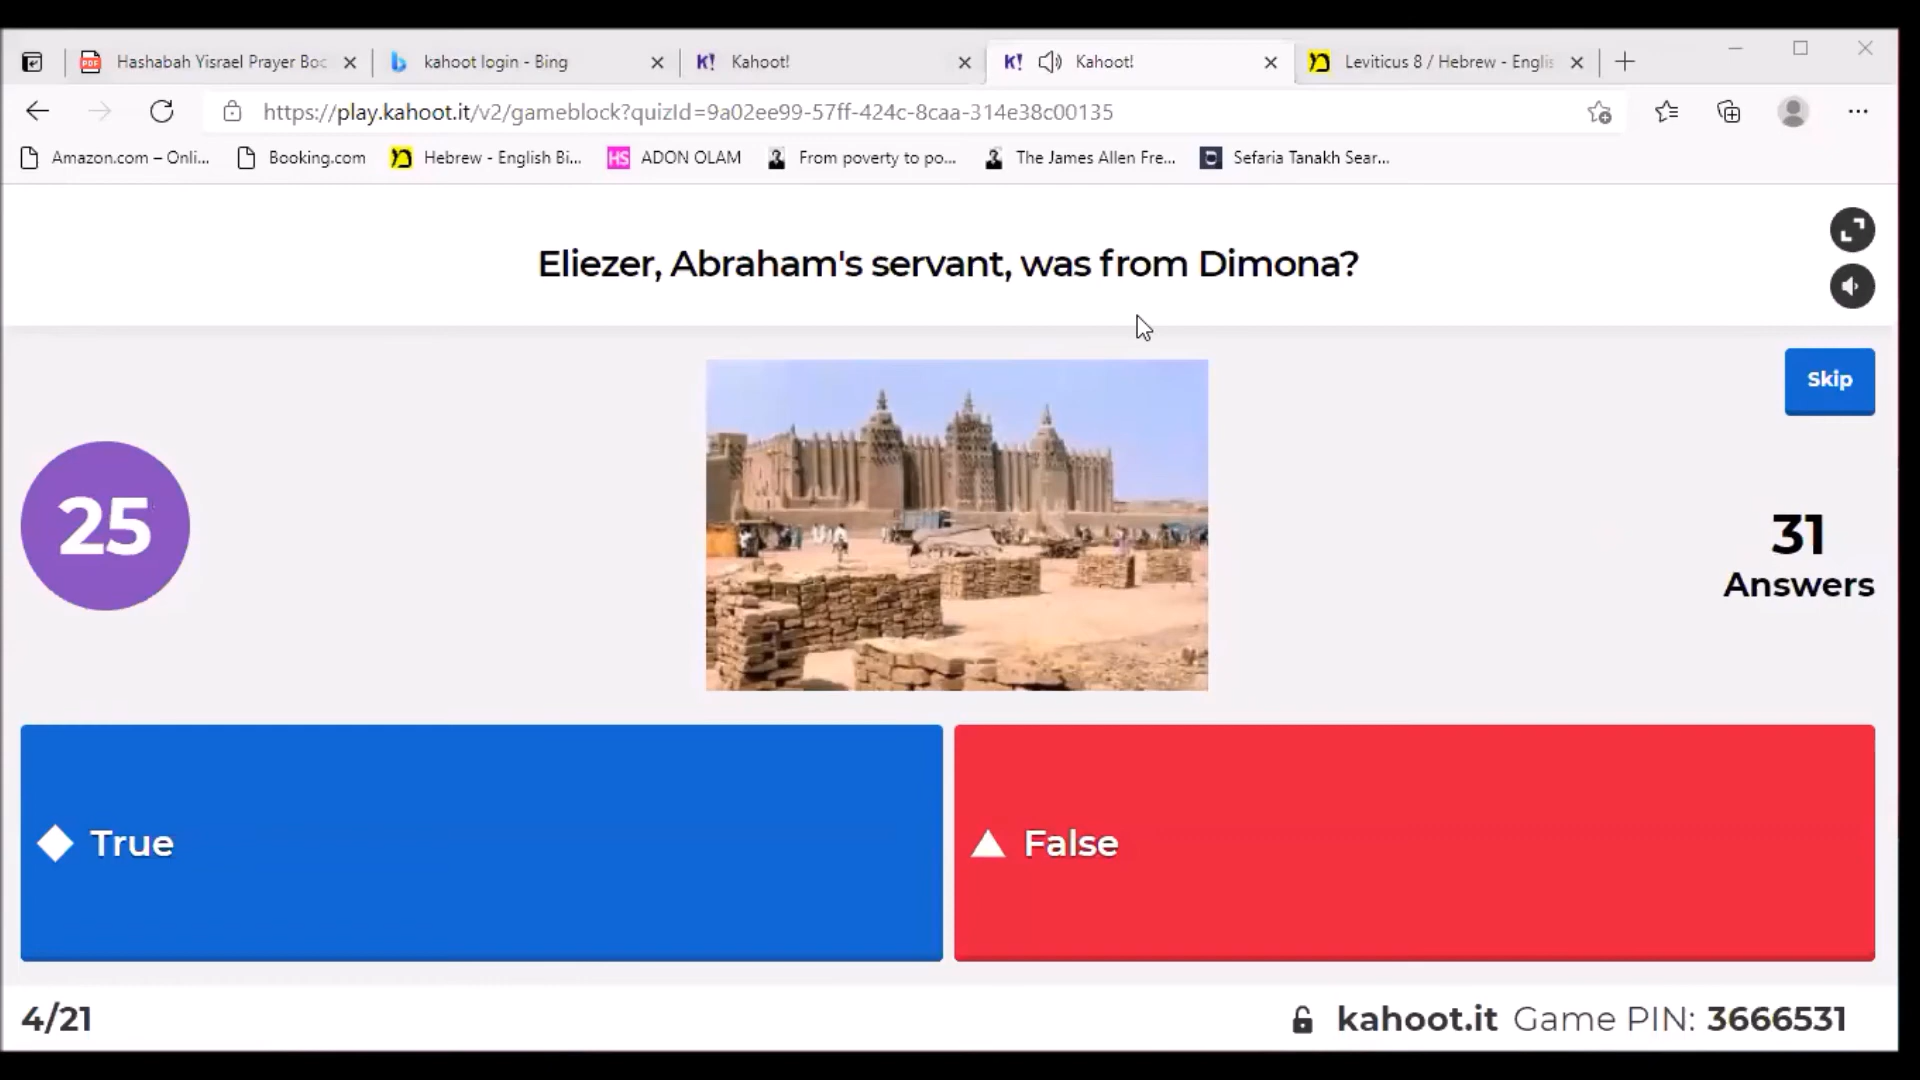 Hashabah Yisrael Prayer Boo
kahoot login - Bing
K! Kahoot!
K! Kahoot!
Leviticus 8 / Hebrew - Englis
https://play.kahoot.it/v2/gameblock?quizId=9a02ee99-57ff-424c-8caa-314e38c00135
Amazon.com – Onli...
Booking.com
Hebrew - English Bi...
HS ADON OLAM
From poverty to po...
The James Allen Fre...
Sefaria Tanakh Sear...
Eliezer, Abraham's servant, was from Dimona?
Skip
25
31
Answers
True
False
4/21
kahoot.it Game PIN: 3666531